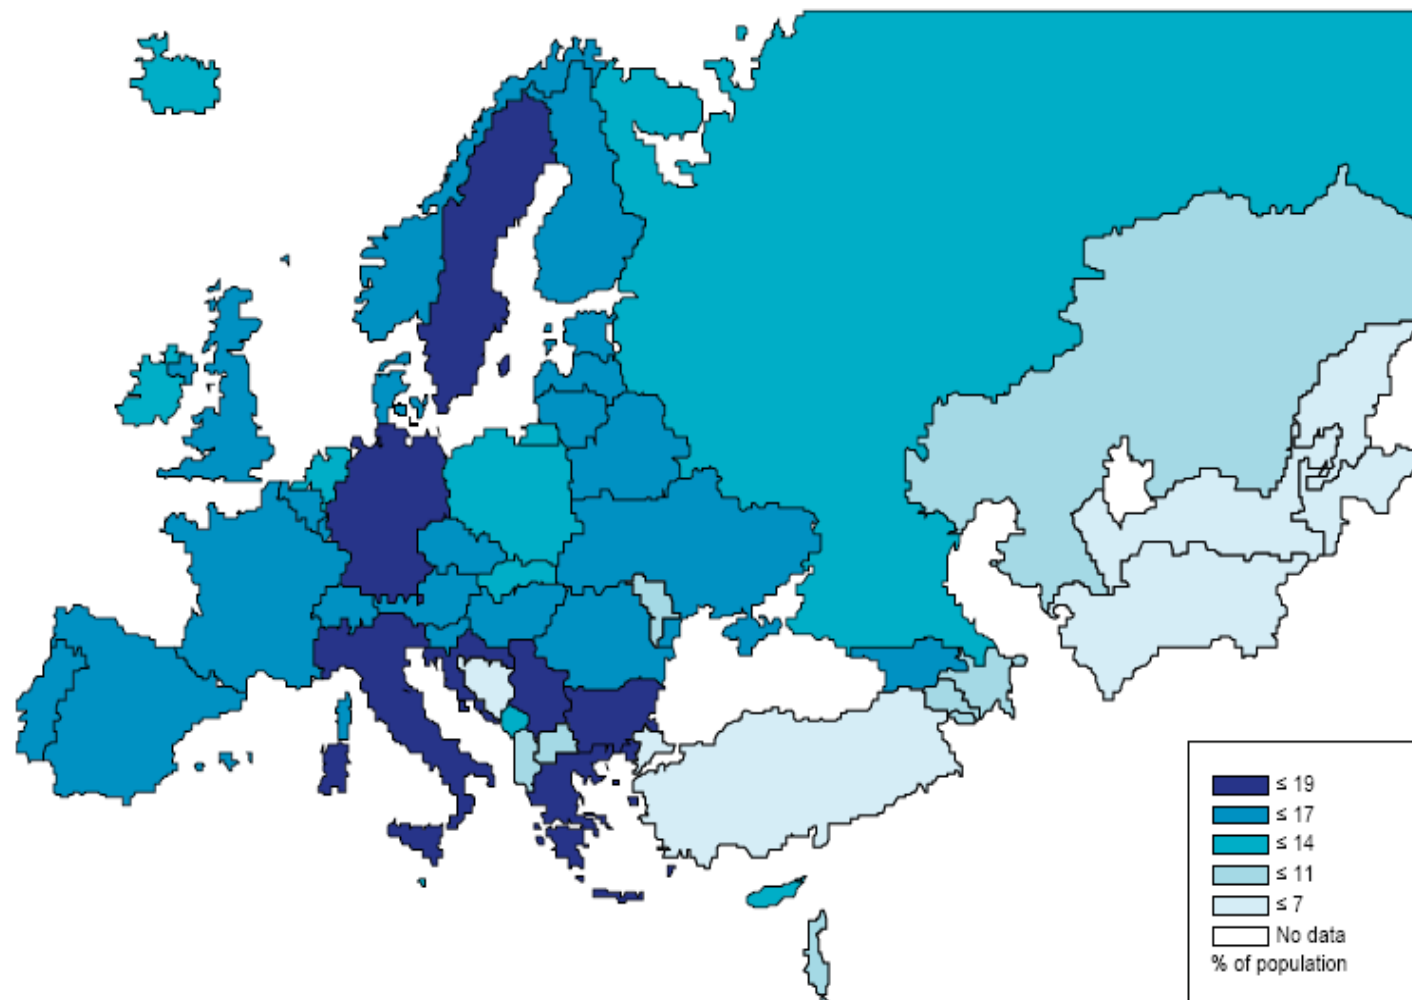 ≤ 19
≤ 17
≤ 14
≤ 11
≤ 7
No data
% of population